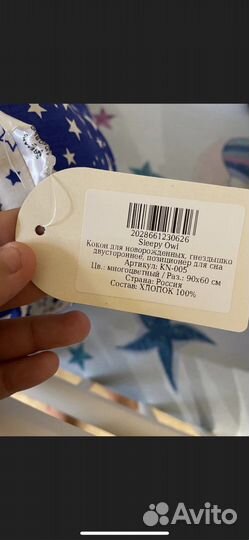 2028661230626
Sleepy Owl
Кокон для новорожденных, гнездышко
двустороннее, позиционер для сна
Артикул: KN-005
Цв.: многоцветный / Раз.: 90х60 см
Страна: Россия
Состав: ХЛОПОК 100%
Avito